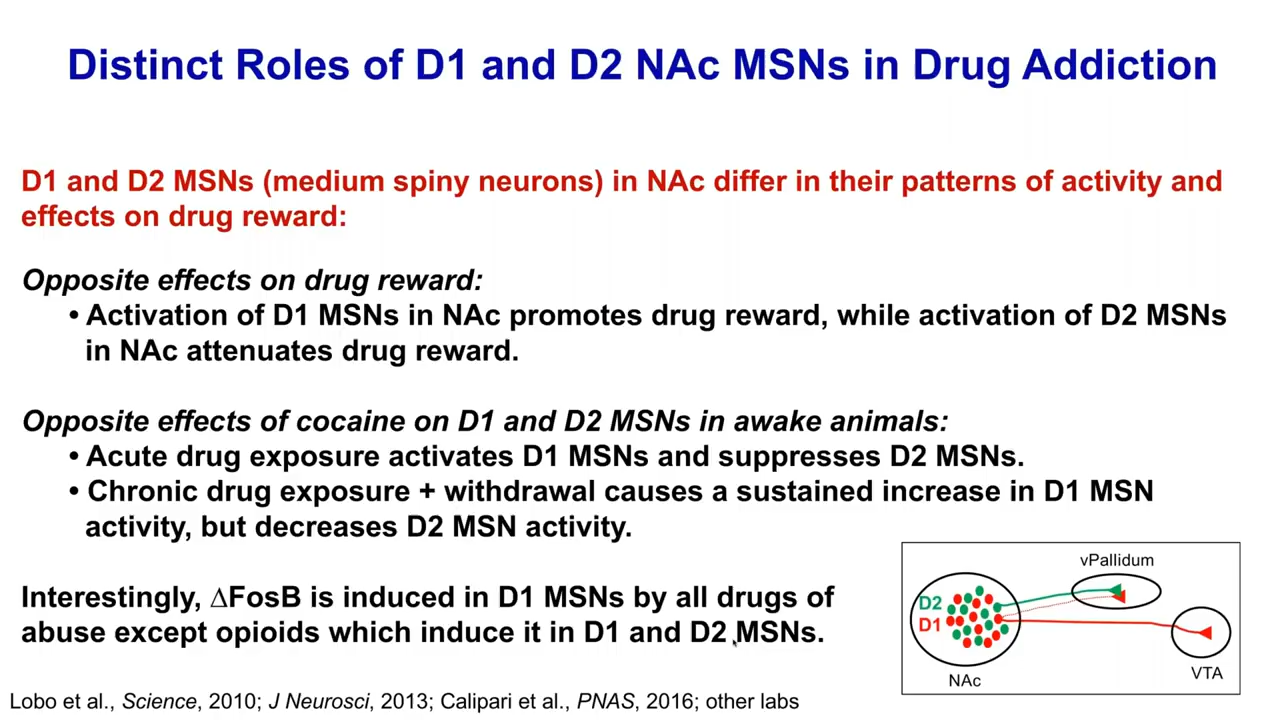 Distinct Roles of D1 and D2 NAc MSNs in Drug Addiction
D1 and D2 MSNs (medium spiny neurons) in NAc differ in their patterns of activity and
effects on drug reward:
Opposite effects on drug reward:
• Activation of D1 MSNs in NAc promotes drug reward, while activation of D2 MSNs
in NAc attenuates drug reward.
Opposite effects of cocaine on D1 and D2 MSNs in awake animals:
• Acute drug exposure activates D1 MSNs and suppresses D2 MSNs.
• Chronic drug exposure + withdrawal causes a sustained increase in D1 MSN
activity, but decreases D2 MSN activity.
Interestingly, ∆FosB is induced in D1 MSNs by all drugs of
abuse except opioids which induce it in D1 and D2 MSNs.
vPallidum
D2
D1
NAc
VTA
Lobo et al., Science, 2010; J Neurosci, 2013; Calipari et al., PNAS, 2016; other labs